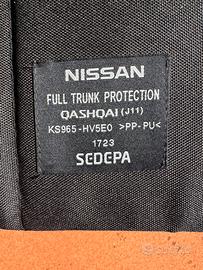 NISSAN
FULL TRUNK PROTECTION
QASHQAI (J11)
KS965-HV5E0 >PP-PU<
1723
SEDEPA